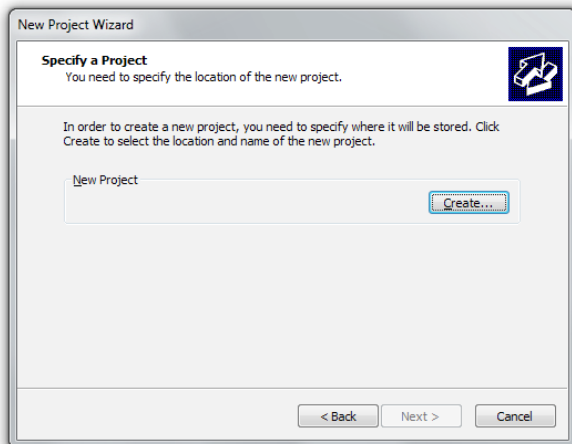 New Project Wizard
Specify a Project
You need to specify the location of the new project.
In order to create a new project, you need to specify where it will be stored. Click
Create to select the location and name of the new project.
New Project
Create...
< Back
Next >
Cancel